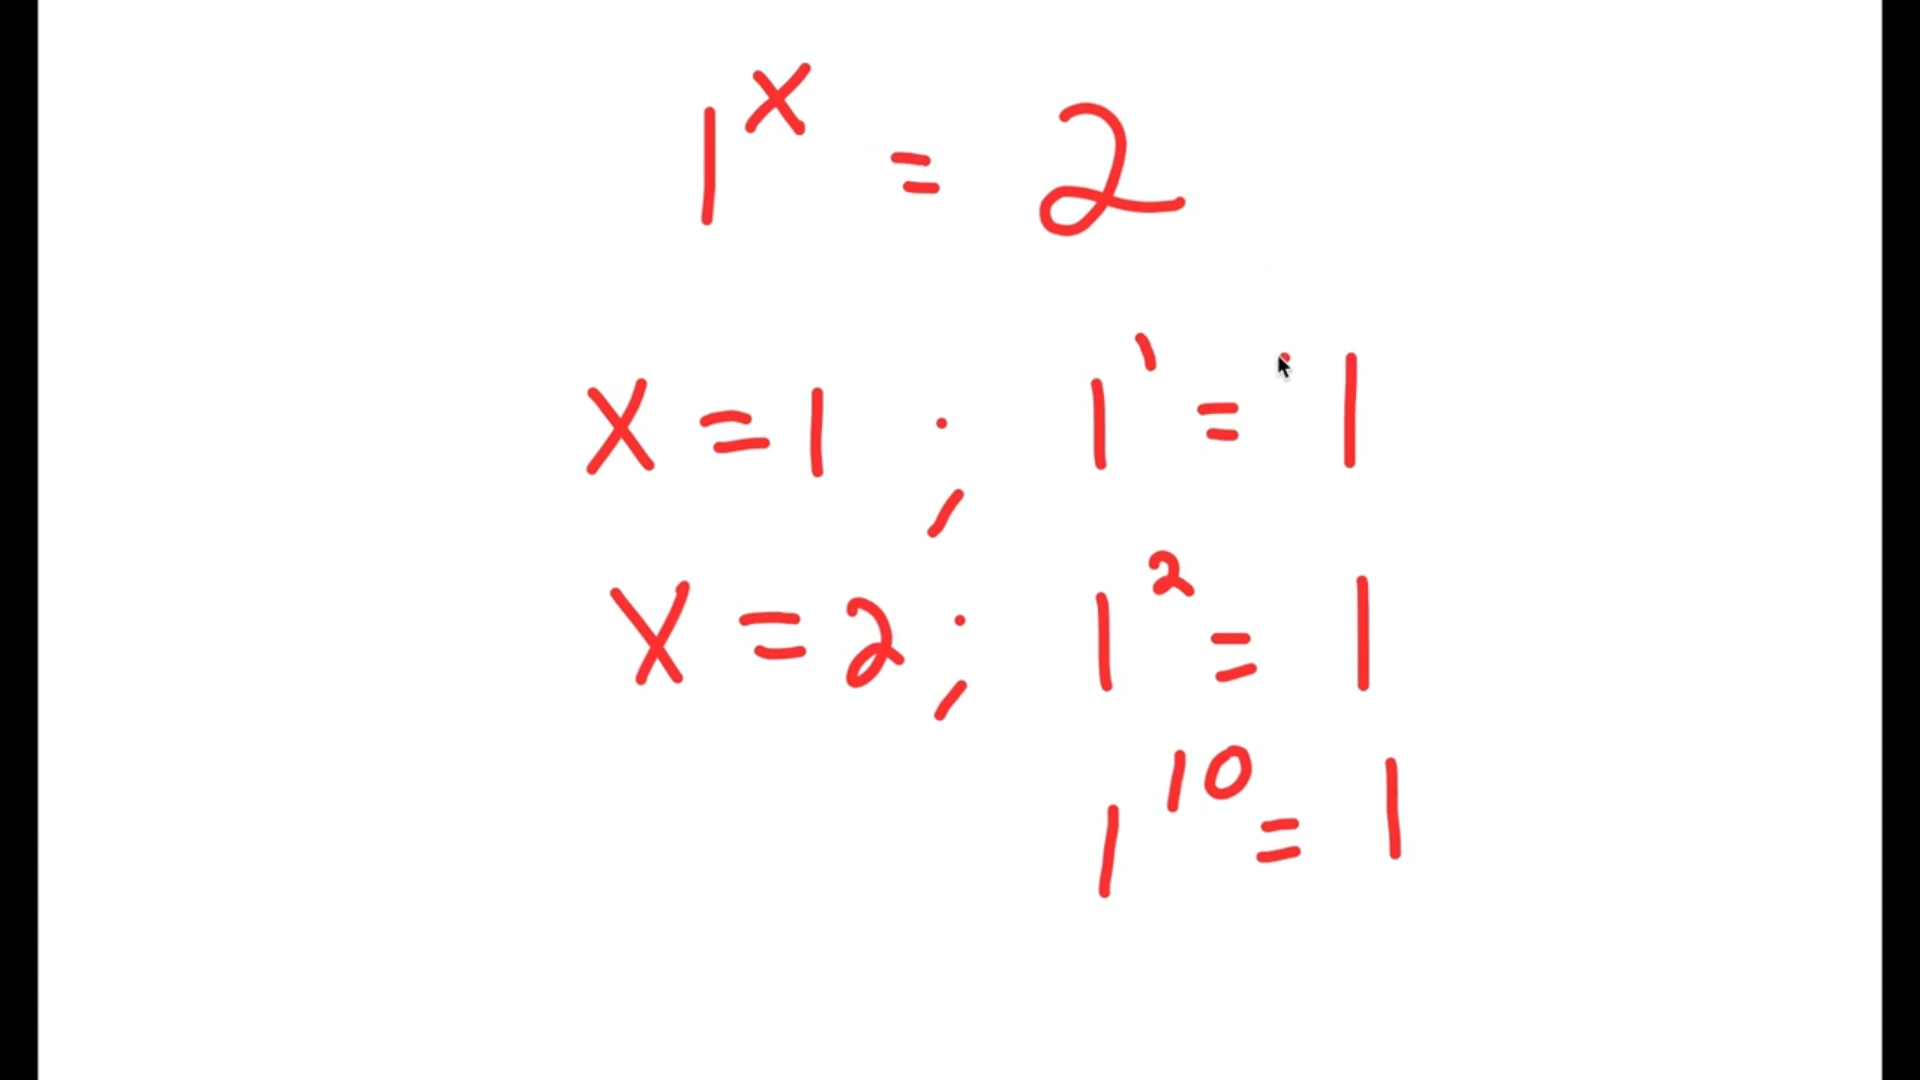 1^x = 2
x = 1 ; 1^1 = 1
x = 2 ; 1^2 = 1
1^10 = 1